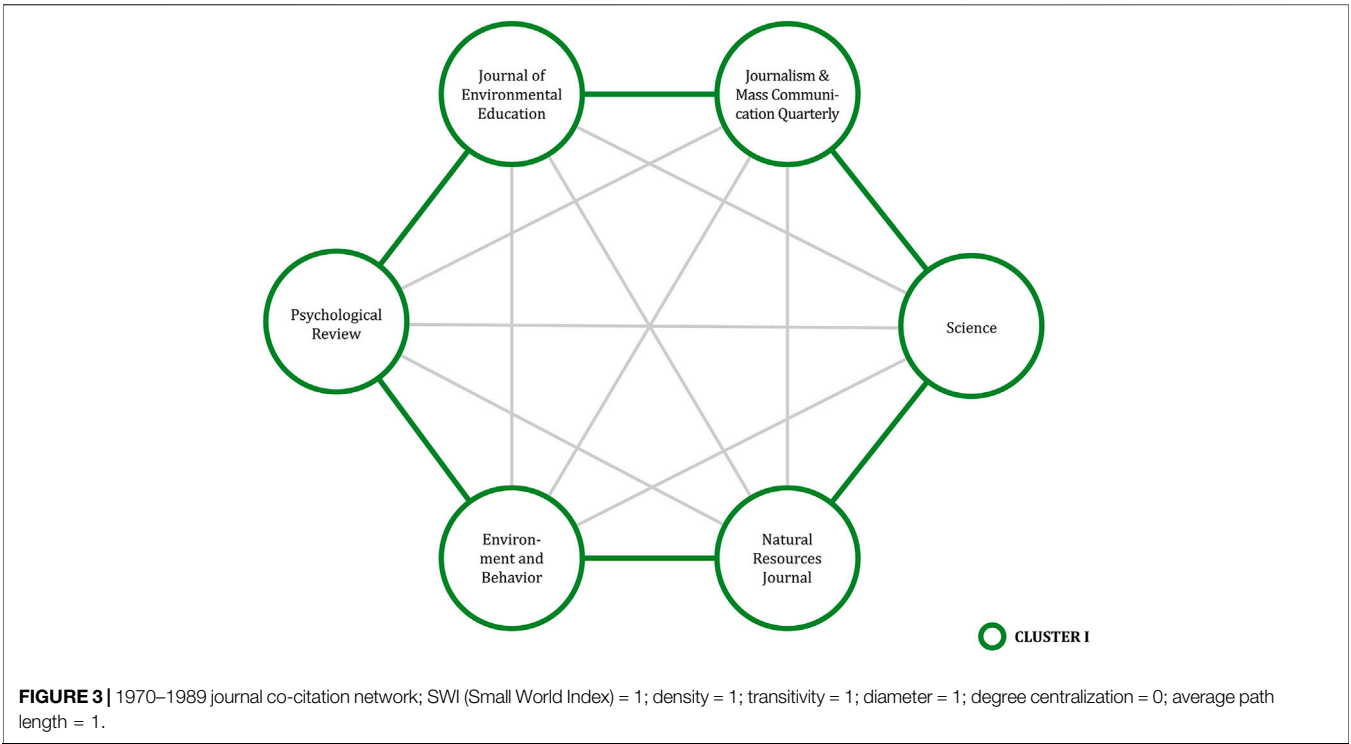 Journal of
Environmental
Education
Journalism &
Mass Communi-
cation Quarterly
Psychological
Review
Science
Environ-
ment and
Behavior
Natural
Resources
Journal
CLUSTER I
FIGURE 3 | 1970–1989 journal co-citation network; SWI (Small World Index) = 1; density = 1; transitivity = 1; diameter = 1; degree centralization = 0; average path
length = 1.